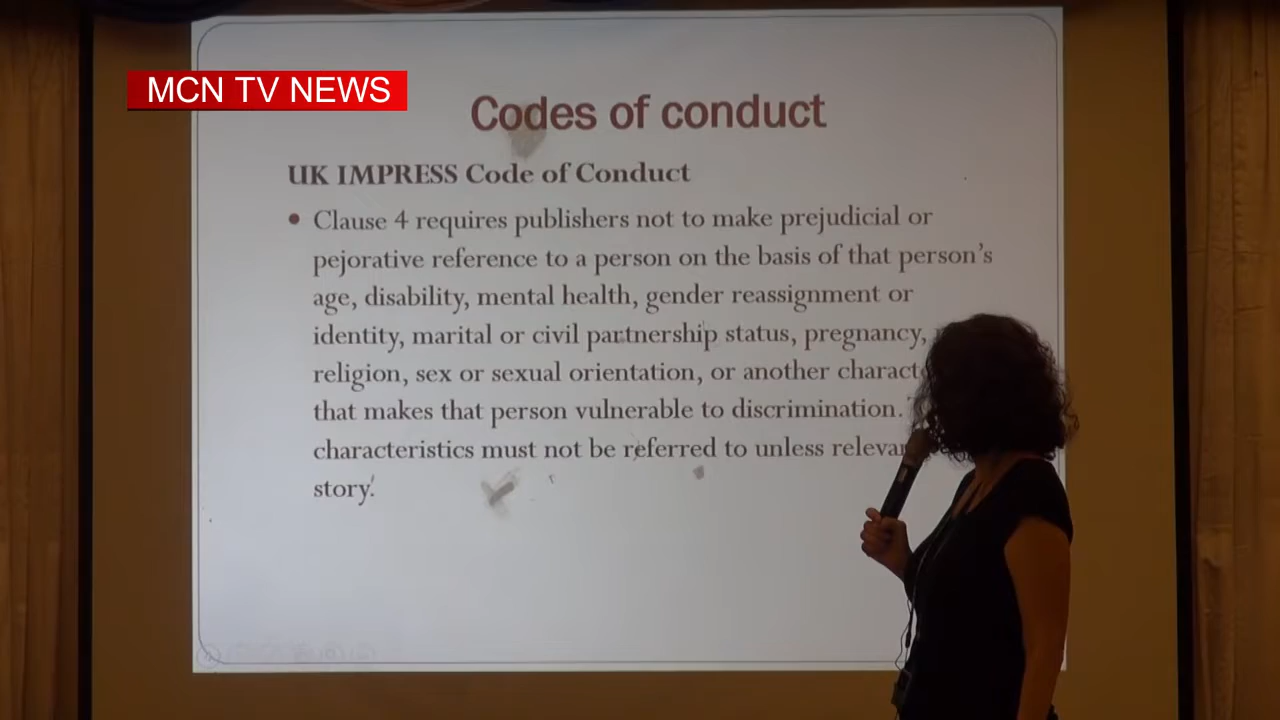 MCN TV NEWS
Codes of conduct
UK IMPRESS Code of Conduct
• Clause 4 requires publishers not to make prejudicial or
pejorative reference to a person on the basis of that person's
age, disability, mental health, gender reassignment or
identity, marital or civil partnership status, pregnancy,
religion, sex or sexual orientation, or another
that makes that person vulnerable to discrimination.
characteristics must not be referred to unless
story.